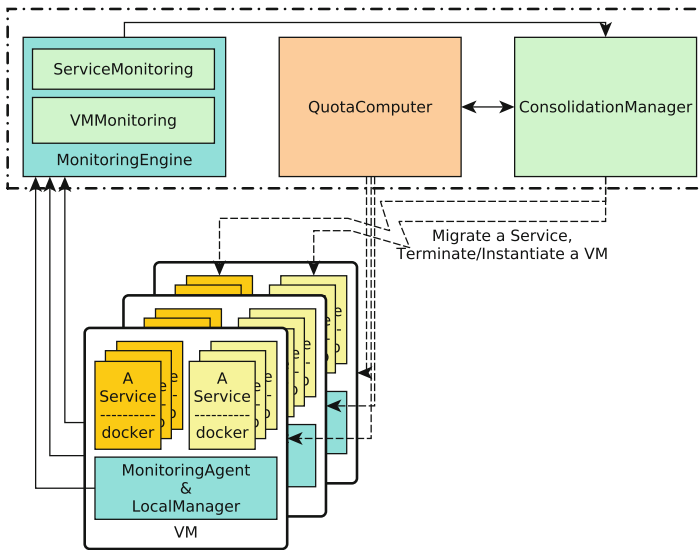 ServiceMonitoring
VMMonitoring
MonitoringEngine
QuotaComputer
ConsolidationManager
Migrate a Service,
Terminate/Instantiate a VM
A
Service
----------
docker
A
Service
----------
docker
MonitoringAgent
&
LocalManager
VM